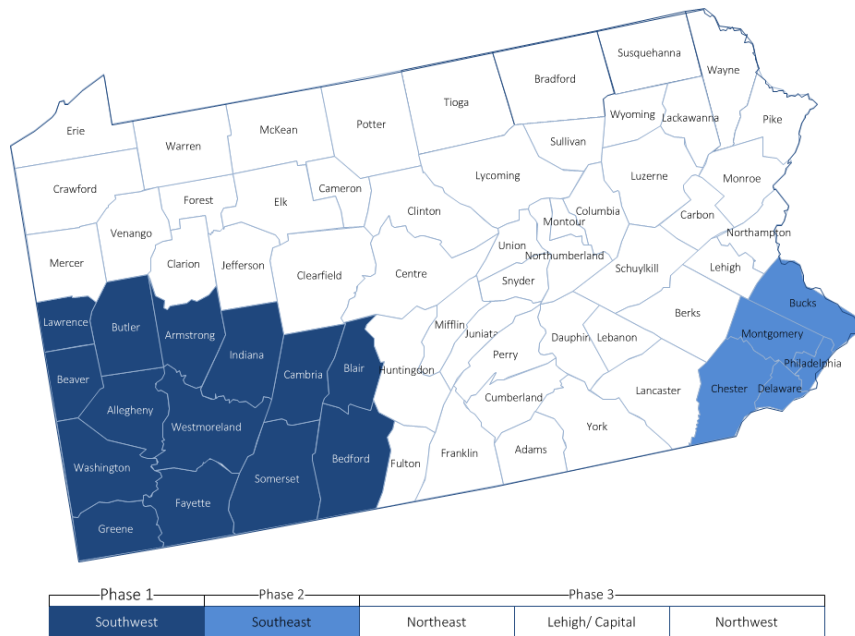 Susquehanna
Bradford
Wayne
Tioga
Potter
McKean
Erie
Warren
Wyoming
Lackawanna
Pike
Sullivan
Crawford
Forest
Elk
Cameron
Lycoming
Luzerne
Monroe
Venango
Clinton
Columbia
Montour
Carbon
Northampton
Mercer
Clarion
Jefferson
Clearfield
Centre
Union
Northumberland
Snyder
Schuylkill
Lehigh
Lawrence
Butler
Armstrong
Indiana
Mifflin
Juniata
Dauphin
Lebanon
Berks
Bucks
Montgomery
Beaver
Cambria
Blair
Huntingdon
Perry
Philadelphia
Allegheny
Westmoreland
Cumberland
Lancaster
Chester
Delaware
Washington
Somerset
Bedford
Fulton
Franklin
Adams
York
Fayette
Greene
Phase 1 Phase 2 Phase 3
Southwest Southeast Northeast Lehigh/ Capital Northwest